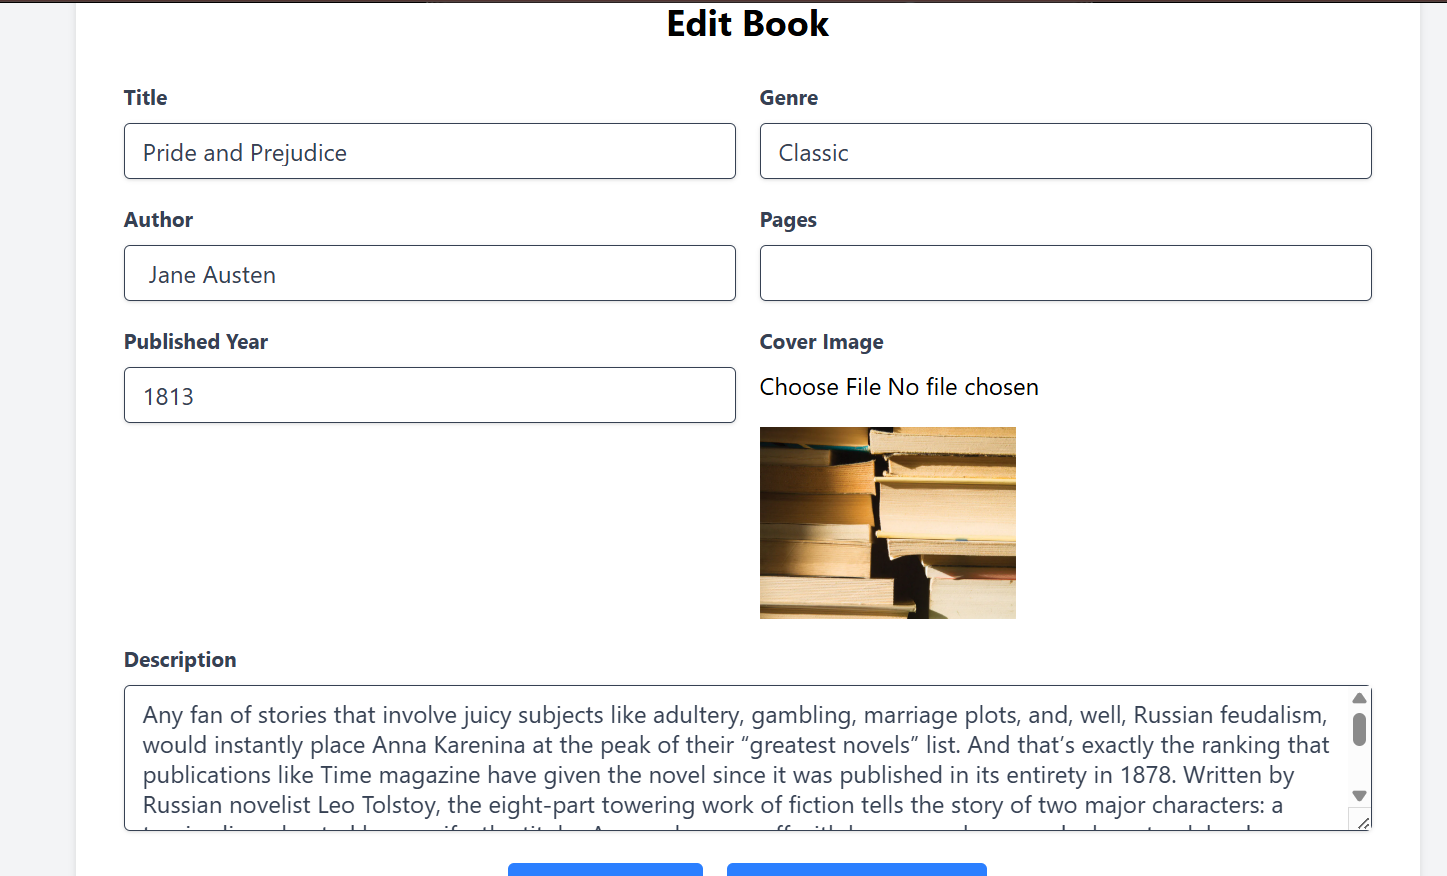 Edit Book
Title
Genre
Pride and Prejudice
Classic
Author
Pages
Jane Austen
Published Year
Cover Image
1813
Choose File No file chosen
Description
Any fan of stories that involve juicy subjects like adultery, gambling, marriage plots, and, well, Russian feudalism,
would instantly place Anna Karenina at the peak of their “greatest novels” list. And that’s exactly the ranking that
publications like Time magazine have given the novel since it was published in its entirety in 1878. Written by
Russian novelist Leo Tolstoy, the eight-part towering work of fiction tells the story of two major characters: a